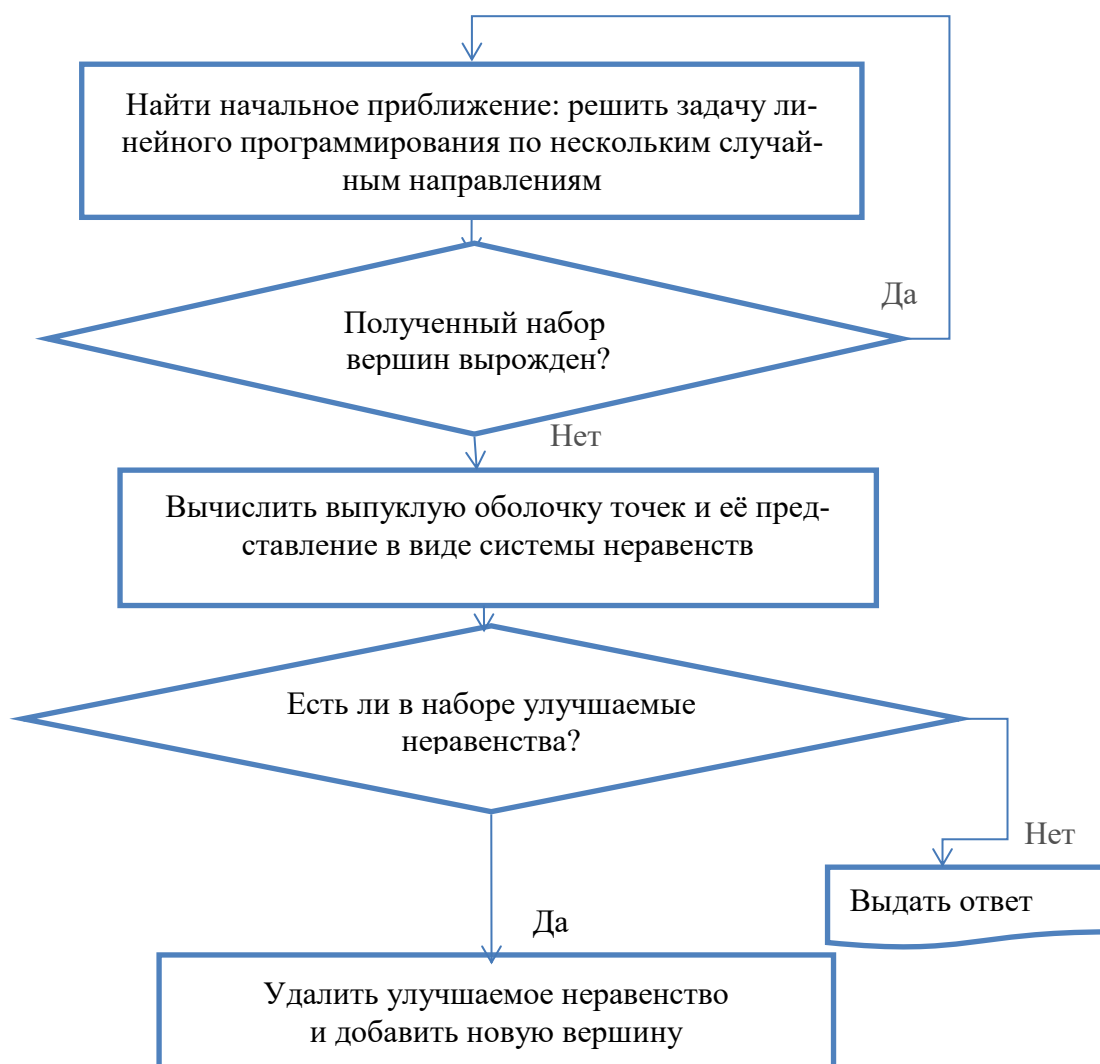 Найти начальное приближение: решить задачу ли-
нейного программирования по нескольким случай-
ным направлениям
Да
Полученный набор
вершин вырожден?
Нет
Вычислить выпуклую оболочку точек и её пред-
ставление в виде системы неравенств
Есть ли в наборе улучшаемые
неравенства?
Нет
Выдать ответ
Да
Удалить улучшаемое неравенство
и добавить новую вершину